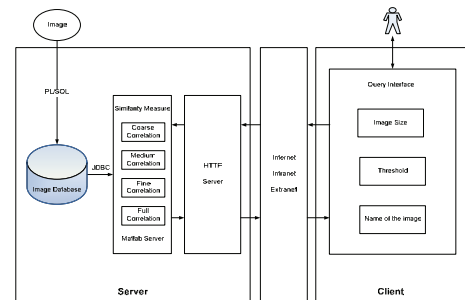 Image
PL/SQL
Image Database
JDBC
Similarity Measure
Coarse
Correlation
Medium
Correlation
Fine
Correlation
Full
Correlation
Matlab Server
HTTP
Server
Internet
Intranet
Extranet
Query Interface
Image Size
Threshold
Name of the image
Server
Client